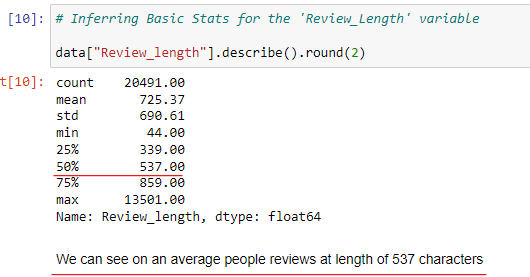 [10]: # Inferring Basic Stats for the 'Review_Length' variable
data["Review_length"].describe().round(2)
t[10]: count 20491.00
mean 725.37
std 690.61
min 44.00
25% 339.00
50% 537.00
75% 859.00
max 13501.00
Name: Review_length, dtype: float64
We can see on an average people reviews at length of 537 characters